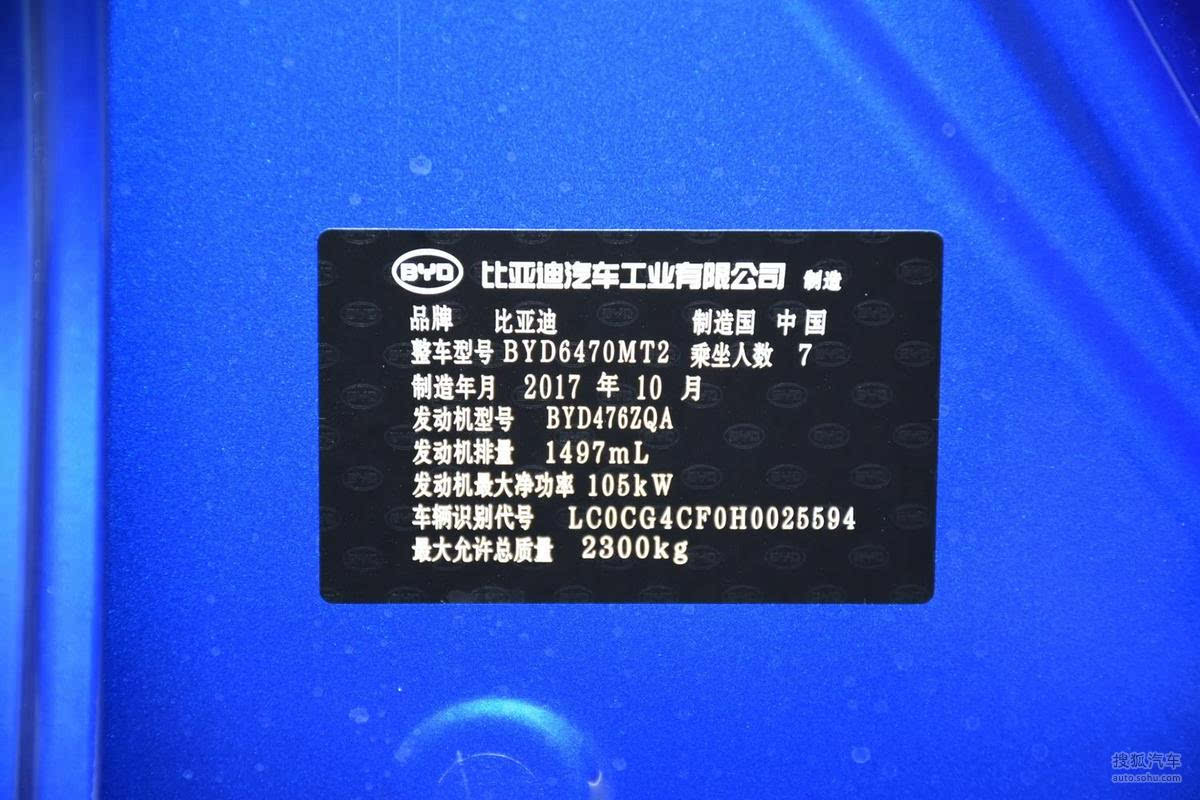 BYD 比亚迪汽车工业有限公司 制造
品牌 比亚迪 制造国 中国
整车型号 BYD6470MT2 乘坐人数 7
制造年月 2017 年 10 月
发动机型号 BYD476ZQA
发动机排量 1497mL
发动机最大净功率 105kW
车辆识别代号 LC0CG4CF0H0025594
最大允许总质量 2300kg
搜狐汽车
auto.sohu.com